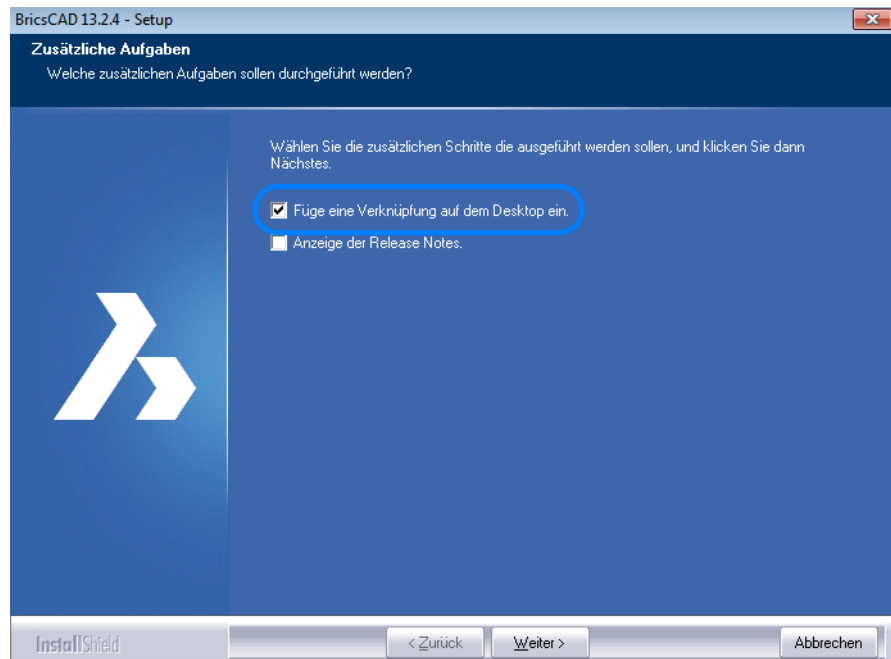 BricsCAD 13.2.4 - Setup
Zusätzliche Aufgaben
Welche zusätzlichen Aufgaben sollen durchgeführt werden?
Wählen Sie die zusätzlichen Schritte die ausgeführt werden sollen, und klicken Sie dann
Nächstes.
Füge eine Verknüpfung auf dem Desktop ein.
Anzeige der Release Notes.
InstallShield
< Zurück
Weiter >
Abbrechen